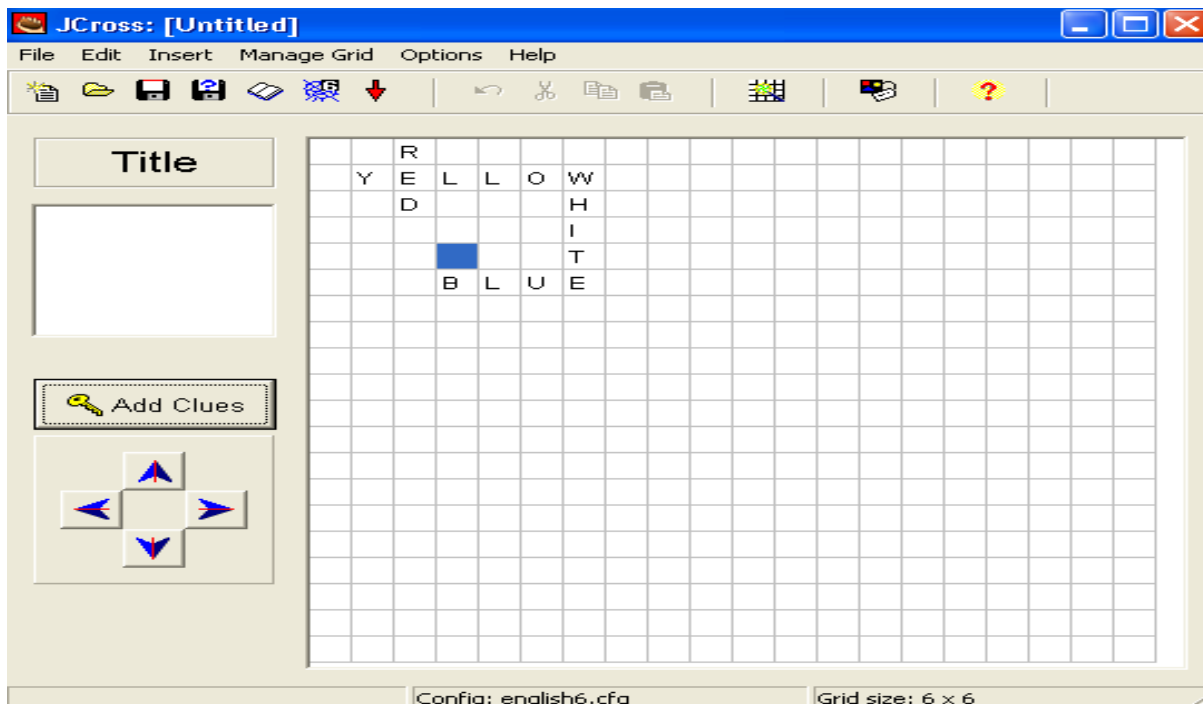 JCross: [Untitled]
File Edit Insert Manage Grid Options Help
?
Title
R
Y E L L O W
D H
I
T
B L U E
Add Clues
Config: english6.cfg
Grid size: 6 x 6